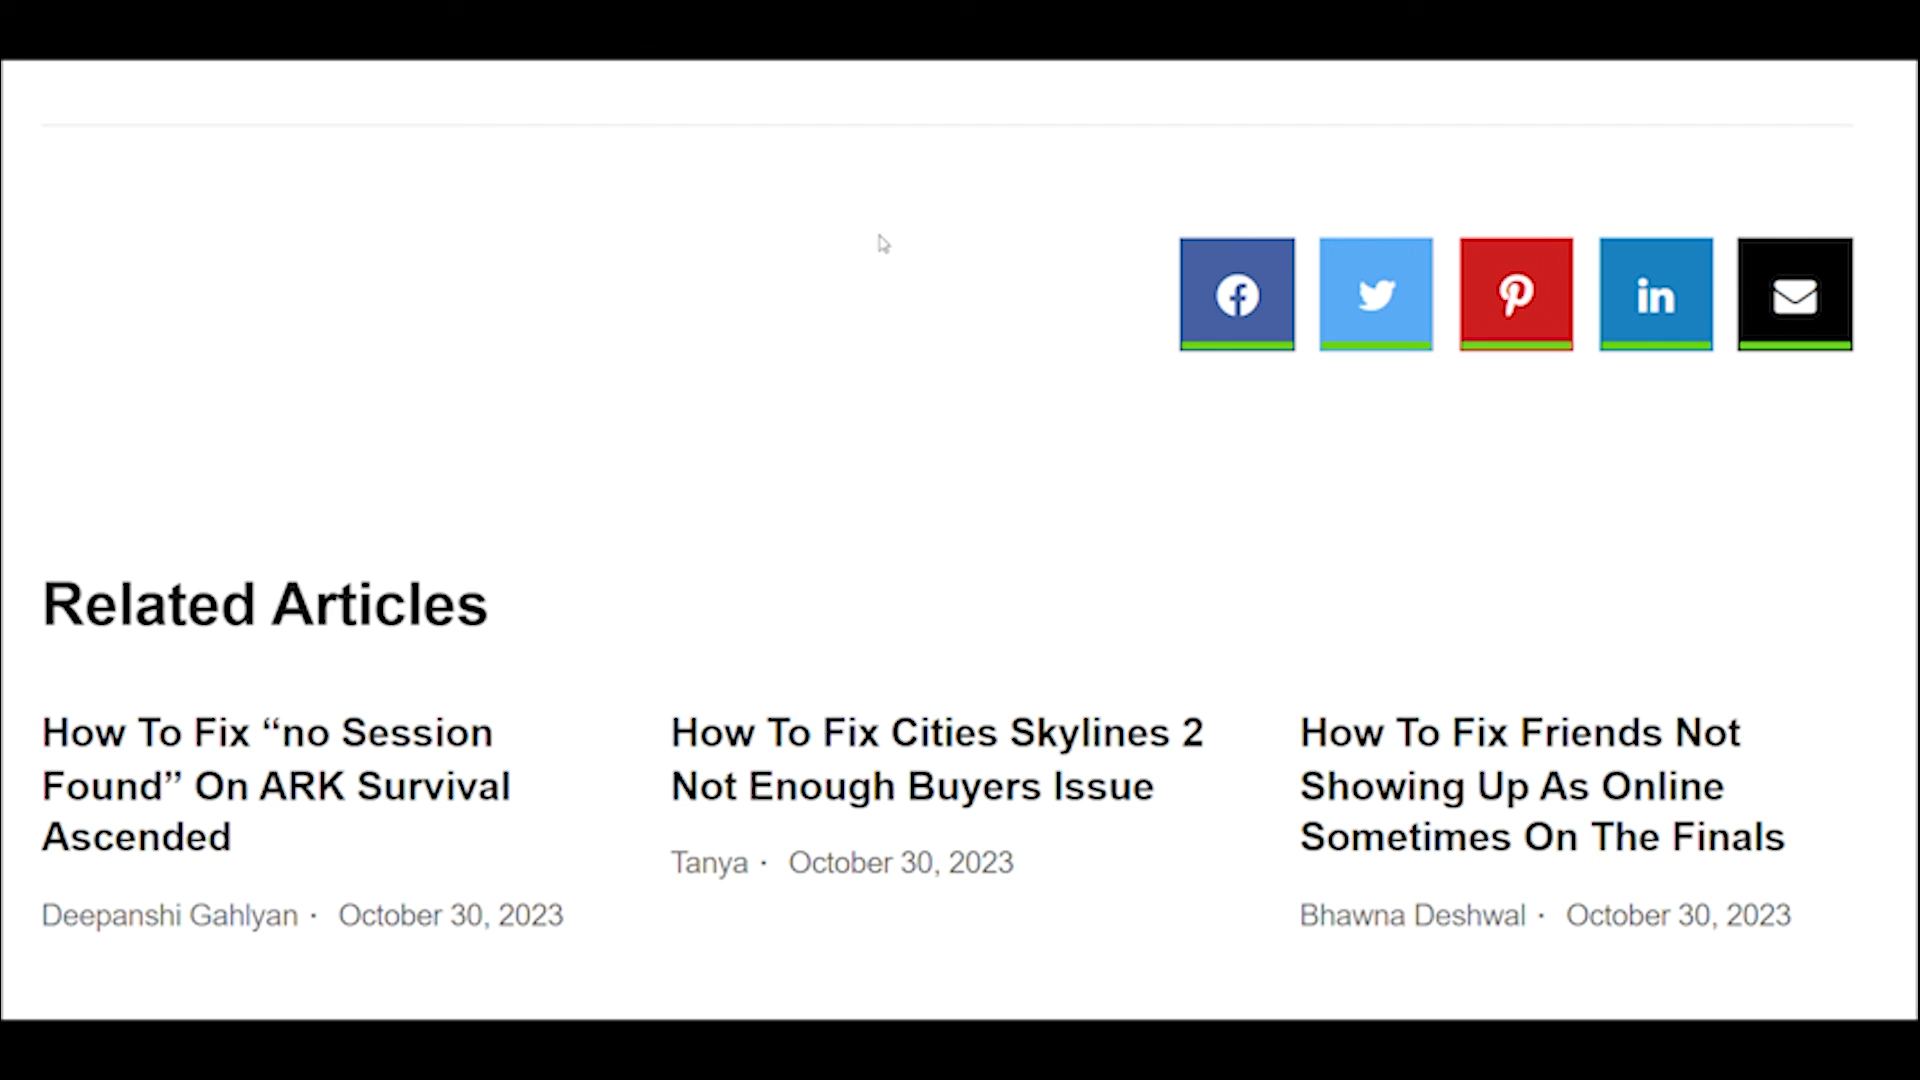 Related Articles
How To Fix “no Session
Found” On ARK Survival
Ascended
Deepanshi Gahlyan · October 30, 2023
How To Fix Cities Skylines 2
Not Enough Buyers Issue
Tanya · October 30, 2023
How To Fix Friends Not
Showing Up As Online
Sometimes On The Finals
Bhawna Deshwal · October 30, 2023